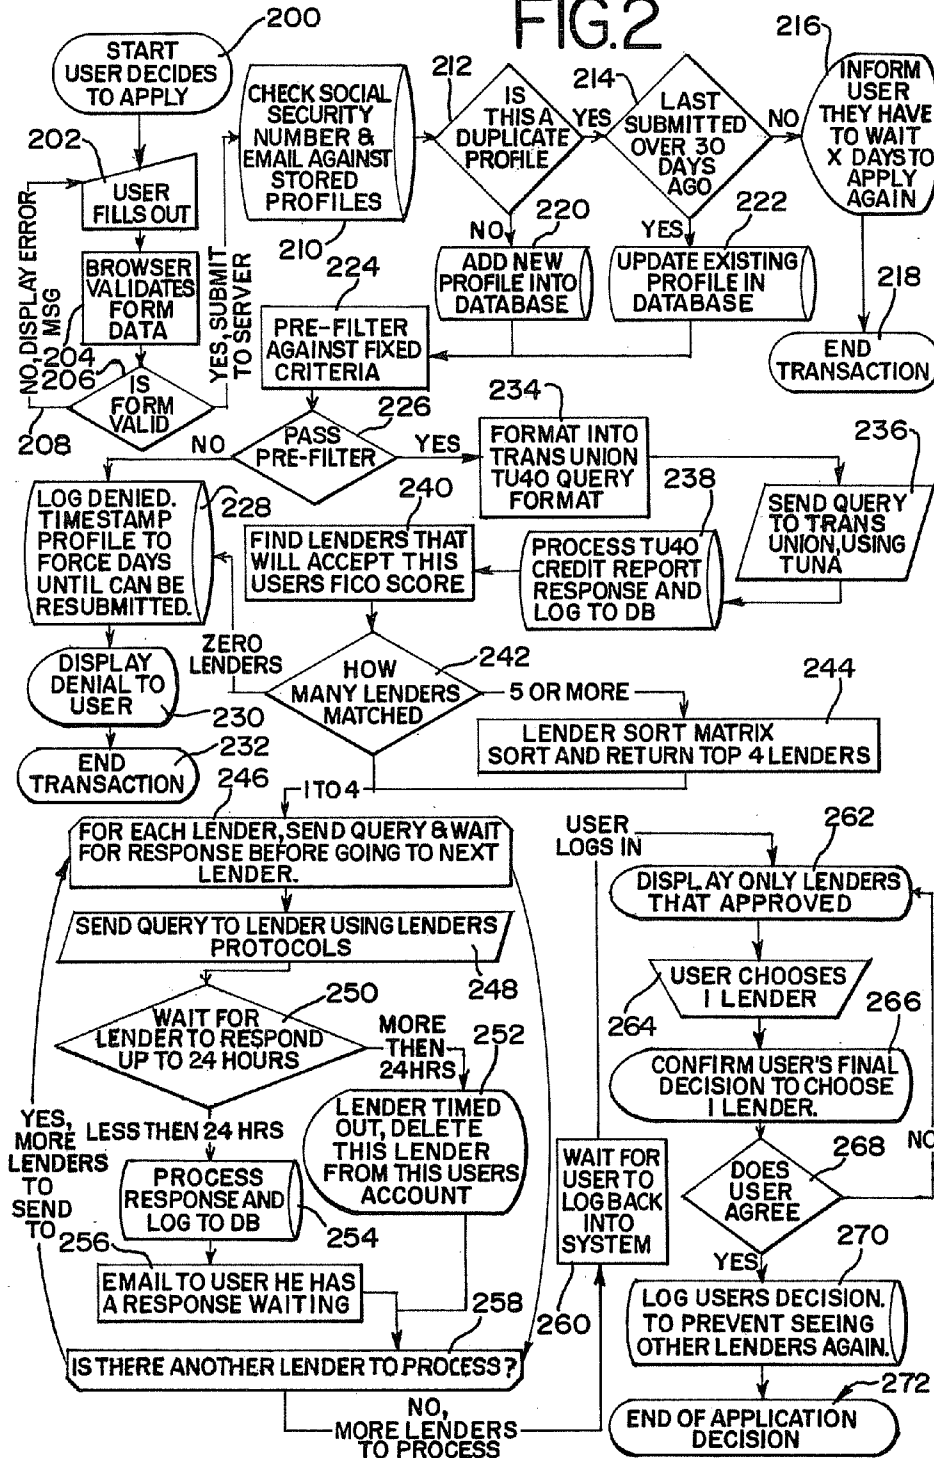 FIG.2
200
START
USER DECIDES
TO APPLY
202
USER
FILLS OUT
BROWSER
VALIDATES
FORM
DATA
204
206
IS
FORM
VALID
208
NO, DISPLAY ERROR
MSG
YES, SUBMIT
TO SERVER
CHECK SOCIAL
SECURITY
NUMBER &
EMAIL AGAINST
STORED
PROFILES
210
212
IS
THIS A
DUPLICATE
PROFILE
YES
214
LAST
SUBMITTED
OVER 30
DAYS
AGO
NO
216
INFORM
USER
THEY HAVE
TO WAIT
X DAYS TO
APPLY
AGAIN
218
END
TRANSACTION
NO
220
ADD NEW
PROFILE INTO
DATABASE
YES
222
UPDATE EXISTING
PROFILE IN
DATABASE
224
PRE-FILTER
AGAINST FIXED
CRITERIA
226
PASS
PRE-FILTER
NO
YES
228
LOG DENIED.
TIMESTAMP
PROFILE TO
FORCE DAYS
UNTIL CAN BE
RESUBMITTED.
DISPLAY
DENIAL TO
USER
230
232
END
TRANSACTION
234
FORMAT INTO
TRANS UNION
TU40 QUERY
FORMAT
236
SEND QUERY
TO TRANS
UNION, USING
TUNA
238
PROCESS TU40
CREDIT REPORT
RESPONSE AND
LOG TO DB
240
FIND LENDERS THAT
WILL ACCEPT THIS
USERS FICO SCORE
ZERO
LENDERS
242
HOW
MANY LENDERS
MATCHED
5 OR MORE
244
LENDER SORT MATRIX
SORT AND RETURN TOP 4 LENDERS
1 TO 4
246
FOR EACH LENDER, SEND QUERY & WAIT
FOR RESPONSE BEFORE GOING TO NEXT
LENDER.
SEND QUERY TO LENDER USING LENDERS
PROTOCOLS
248
250
WAIT FOR
LENDER TO RESPOND
UP TO 24 HOURS
MORE
THEN
24HRS
252
LENDER TIMED
OUT, DELETE
THIS LENDER
FROM THIS USERS
ACCOUNT
LESS THEN 24 HRS
PROCESS
RESPONSE AND
LOG TO DB
254
256
EMAIL TO USER HE HAS
A RESPONSE WAITING
YES,
MORE
LENDERS
TO
SEND
TO
258
IS THERE ANOTHER LENDER TO PROCESS?
NO,
MORE LENDERS
TO PROCESS
WAIT FOR
USER TO
LOG BACK
INTO
SYSTEM
260
USER
LOGS IN
262
DISPLAY ONLY LENDERS
THAT APPROVED
USER CHOOSES
1 LENDER
264
266
CONFIRM USER'S FINAL
DECISION TO CHOOSE
1 LENDER.
268
DOES
USER
AGREE
NO
YES
270
LOG USERS DECISION.
TO PREVENT SEEING
OTHER LENDERS AGAIN.
272
END OF APPLICATION
DECISION